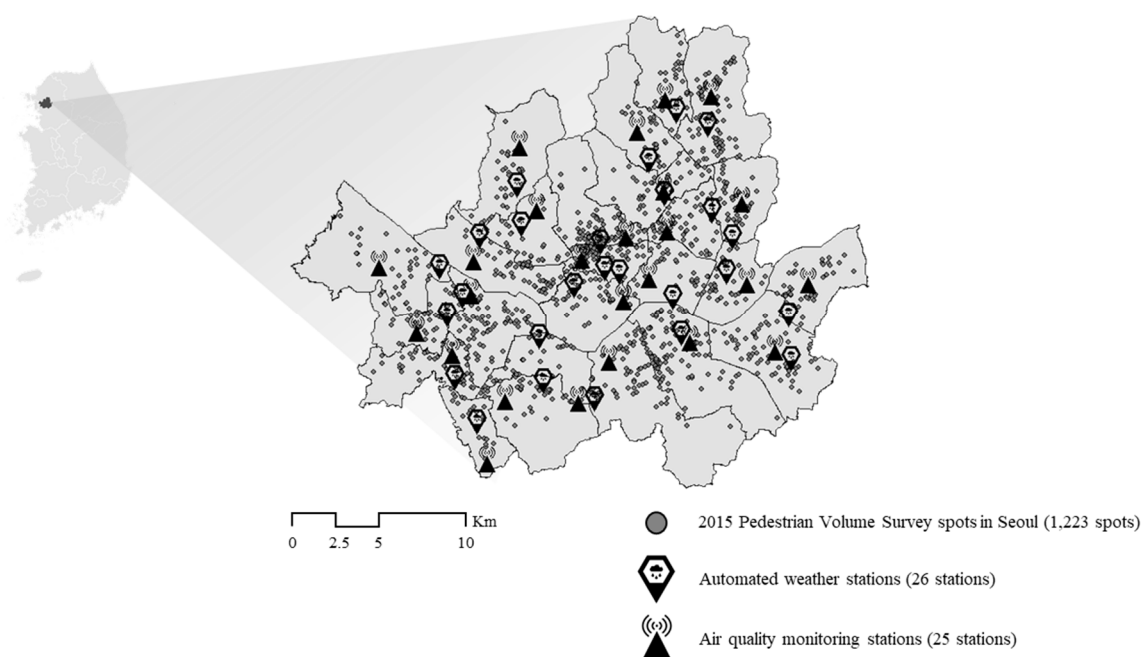 Km
0 2.5 5 10
2015 Pedestrian Volume Survey spots in Seoul (1,223 spots)
Automated weather stations (26 stations)
Air quality monitoring stations (25 stations)